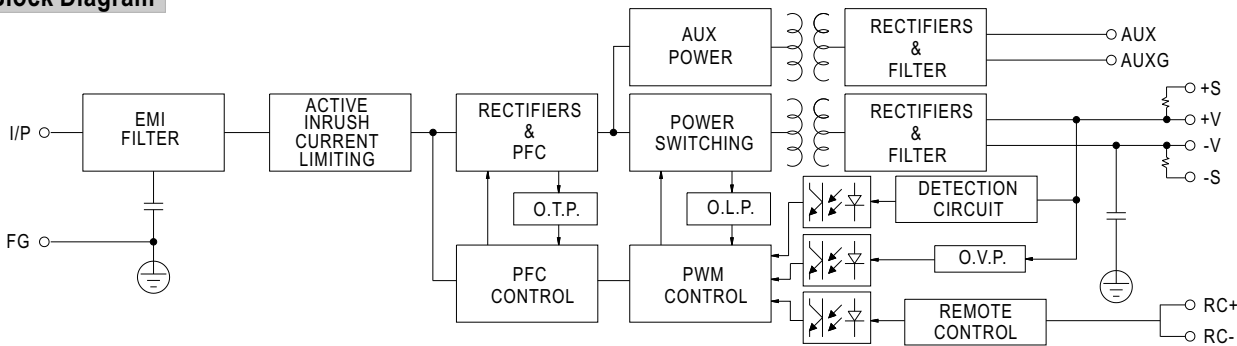 Block Diagram
AUX
POWER
RECTIFIERS
&
FILTER
AUX
AUXG
I/P
EMI
FILTER
ACTIVE
INRUSH
CURRENT
LIMITING
RECTIFIERS
&
PFC
POWER
SWITCHING
RECTIFIERS
&
FILTER
+S
+V
-V
-S
O.T.P.
O.L.P.
DETECTION
CIRCUIT
FG
PFC
CONTROL
PWM
CONTROL
O.V.P.
REMOTE
CONTROL
RC+
RC-